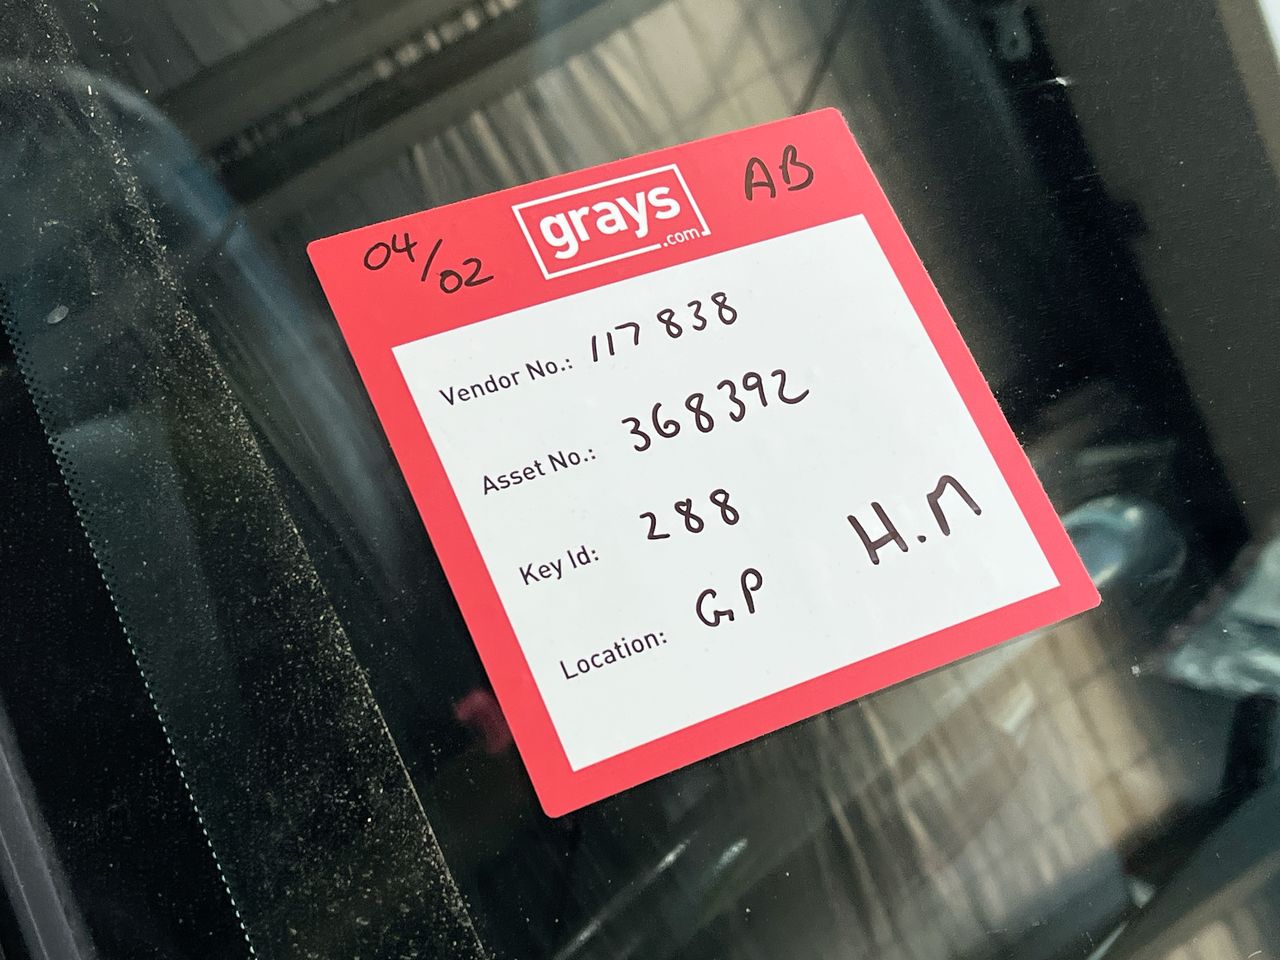 04/02
grays
.com
AB
Vendor No.: 117838
Asset No.: 368392
Key Id: 288
H.M
Location: GP